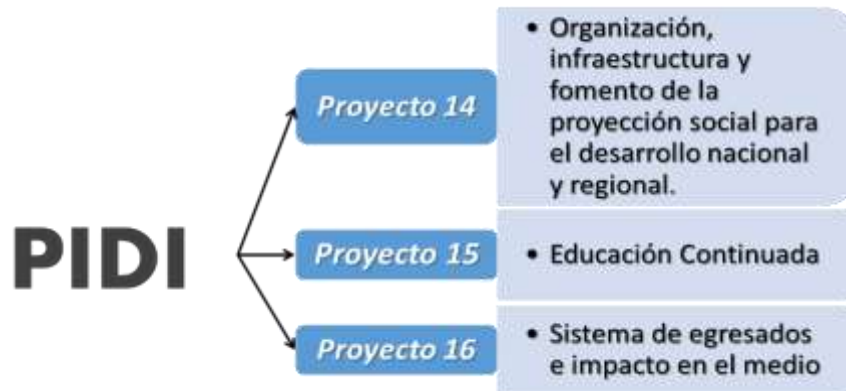 PIDI
Proyecto 14
• Organización,
infraestructura y
fomento de la
proyección social para
el desarrollo nacional
y regional.
Proyecto 15
• Educación Continuada
Proyecto 16
• Sistema de egresados
e impacto en el medio